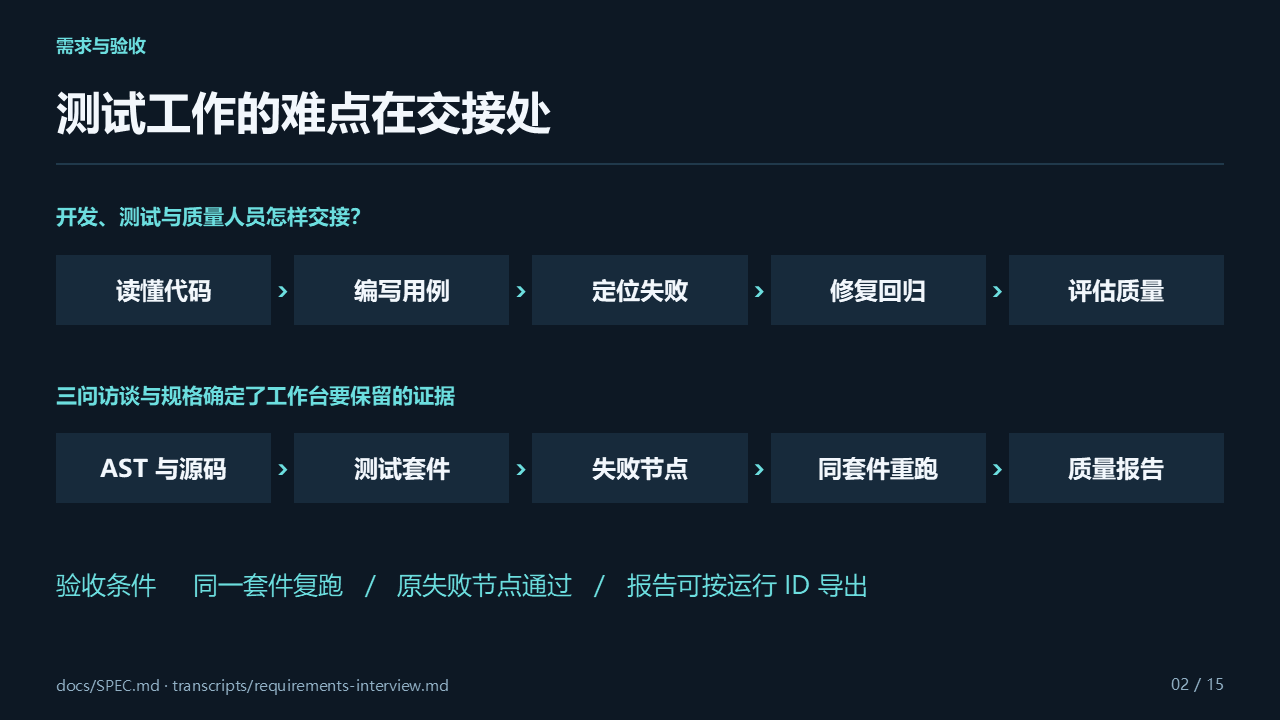 需求与验收
测试工作的难点在交接处
开发、测试与质量人员怎样交接?
读懂代码 › 编写用例 › 定位失败 › 修复回归 › 评估质量
三问访谈与规格确定了工作台要保留的证据
AST 与源码 › 测试套件 › 失败节点 › 同套件重跑 › 质量报告
验收条件 同一套件复跑 / 原失败节点通过 / 报告可按运行 ID 导出
docs/SPEC.md · transcripts/requirements-interview.md
02 / 15